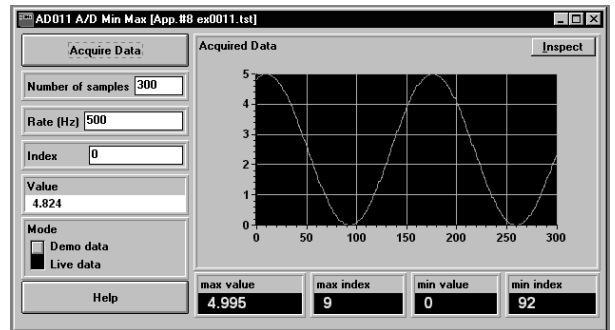 AD011 A/D Min Max [App.#8 ex0011.tst]
Acquire Data
Number of samples 300
Rate (Hz) 500
Index 0
Value
4.824
Mode
Demo data
Live data
Help
Acquired Data
Inspect
5
4
3
2
1
0
0 50 100 150 200 250 300
max value
4.995
max index
9
min value
0
min index
92